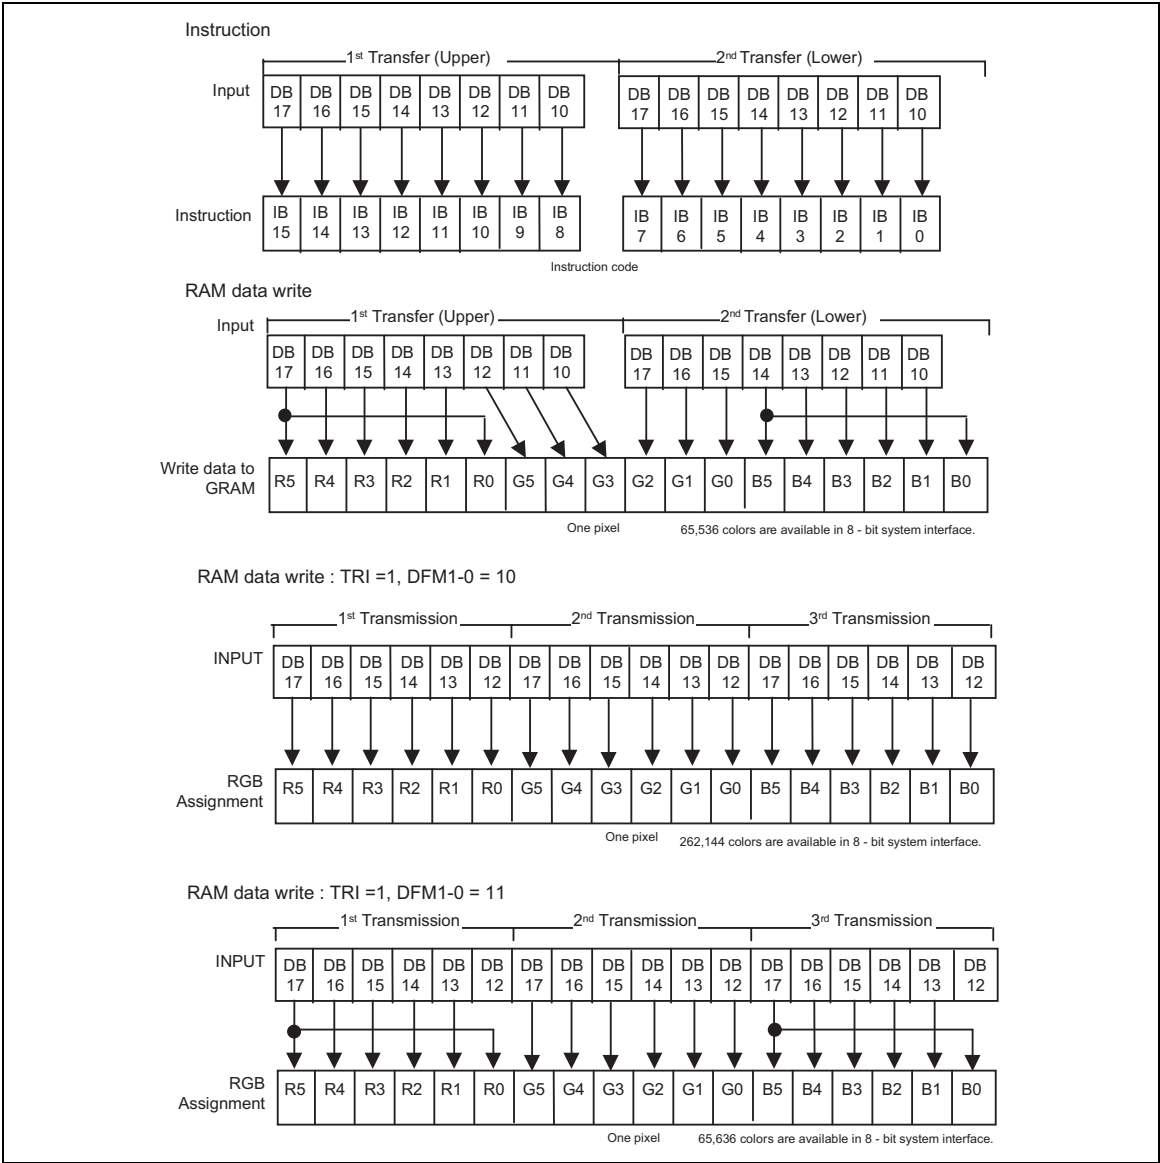 Instruction
1st Transfer (Upper) 2nd Transfer (Lower)
Input DB 17 DB 16 DB 15 DB 14 DB 13 DB 12 DB 11 DB 10 DB 17 DB 16 DB 15 DB 14 DB 13 DB 12 DB 11 DB 10
Instruction IB 15 IB 14 IB 13 IB 12 IB 11 IB 10 IB 9 IB 8 IB 7 IB 6 IB 5 IB 4 IB 3 IB 2 IB 1 IB 0
Instruction code
RAM data write
Input 1st Transfer (Upper) 2nd Transfer (Lower)
DB 17 DB 16 DB 15 DB 14 DB 13 DB 12 DB 11 DB 10 DB 17 DB 16 DB 15 DB 14 DB 13 DB 12 DB 11 DB 10
Write data to GRAM R5 R4 R3 R2 R1 R0 G5 G4 G3 G2 G1 G0 B5 B4 B3 B2 B1 B0
One pixel 65,536 colors are available in 8 - bit system interface.
RAM data write : TRI =1, DFM1-0 = 10
1st Transmission 2nd Transmission 3rd Transmission
INPUT DB 17 DB 16 DB 15 DB 14 DB 13 DB 12 DB 17 DB 16 DB 15 DB 14 DB 13 DB 12 DB 17 DB 16 DB 15 DB 14 DB 13 DB 12
RGB Assignment R5 R4 R3 R2 R1 R0 G5 G4 G3 G2 G1 G0 B5 B4 B3 B2 B1 B0
One pixel 262,144 colors are available in 8 - bit system interface.
RAM data write : TRI =1, DFM1-0 = 11
1st Transmission 2nd Transmission 3rd Transmission
INPUT DB 17 DB 16 DB 15 DB 14 DB 13 DB 12 DB 17 DB 16 DB 15 DB 14 DB 13 DB 12 DB 17 DB 16 DB 15 DB 14 DB 13 DB 12
RGB Assignment R5 R4 R3 R2 R1 R0 G5 G4 G3 G2 G1 G0 B5 B4 B3 B2 B1 B0
One pixel 65,636 colors are available in 8 - bit system interface.